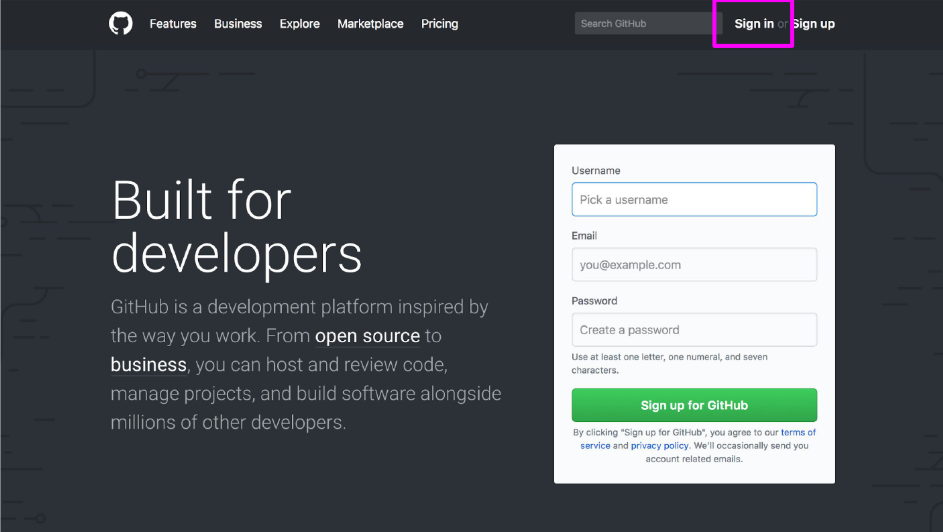 Features Business Explore Marketplace Pricing Search GitHub Sign in or Sign up
Built for
developers
GitHub is a development platform inspired by
the way you work. From open source to
business, you can host and review code,
manage projects, and build software alongside
millions of other developers.
Username
Pick a username
Email
you@example.com
Password
Create a password
Use at least one letter, one numeral, and seven
characters.
Sign up for GitHub
By clicking "Sign up for GitHub", you agree to our terms of
service and privacy policy. We'll occasionally send you
account related emails.